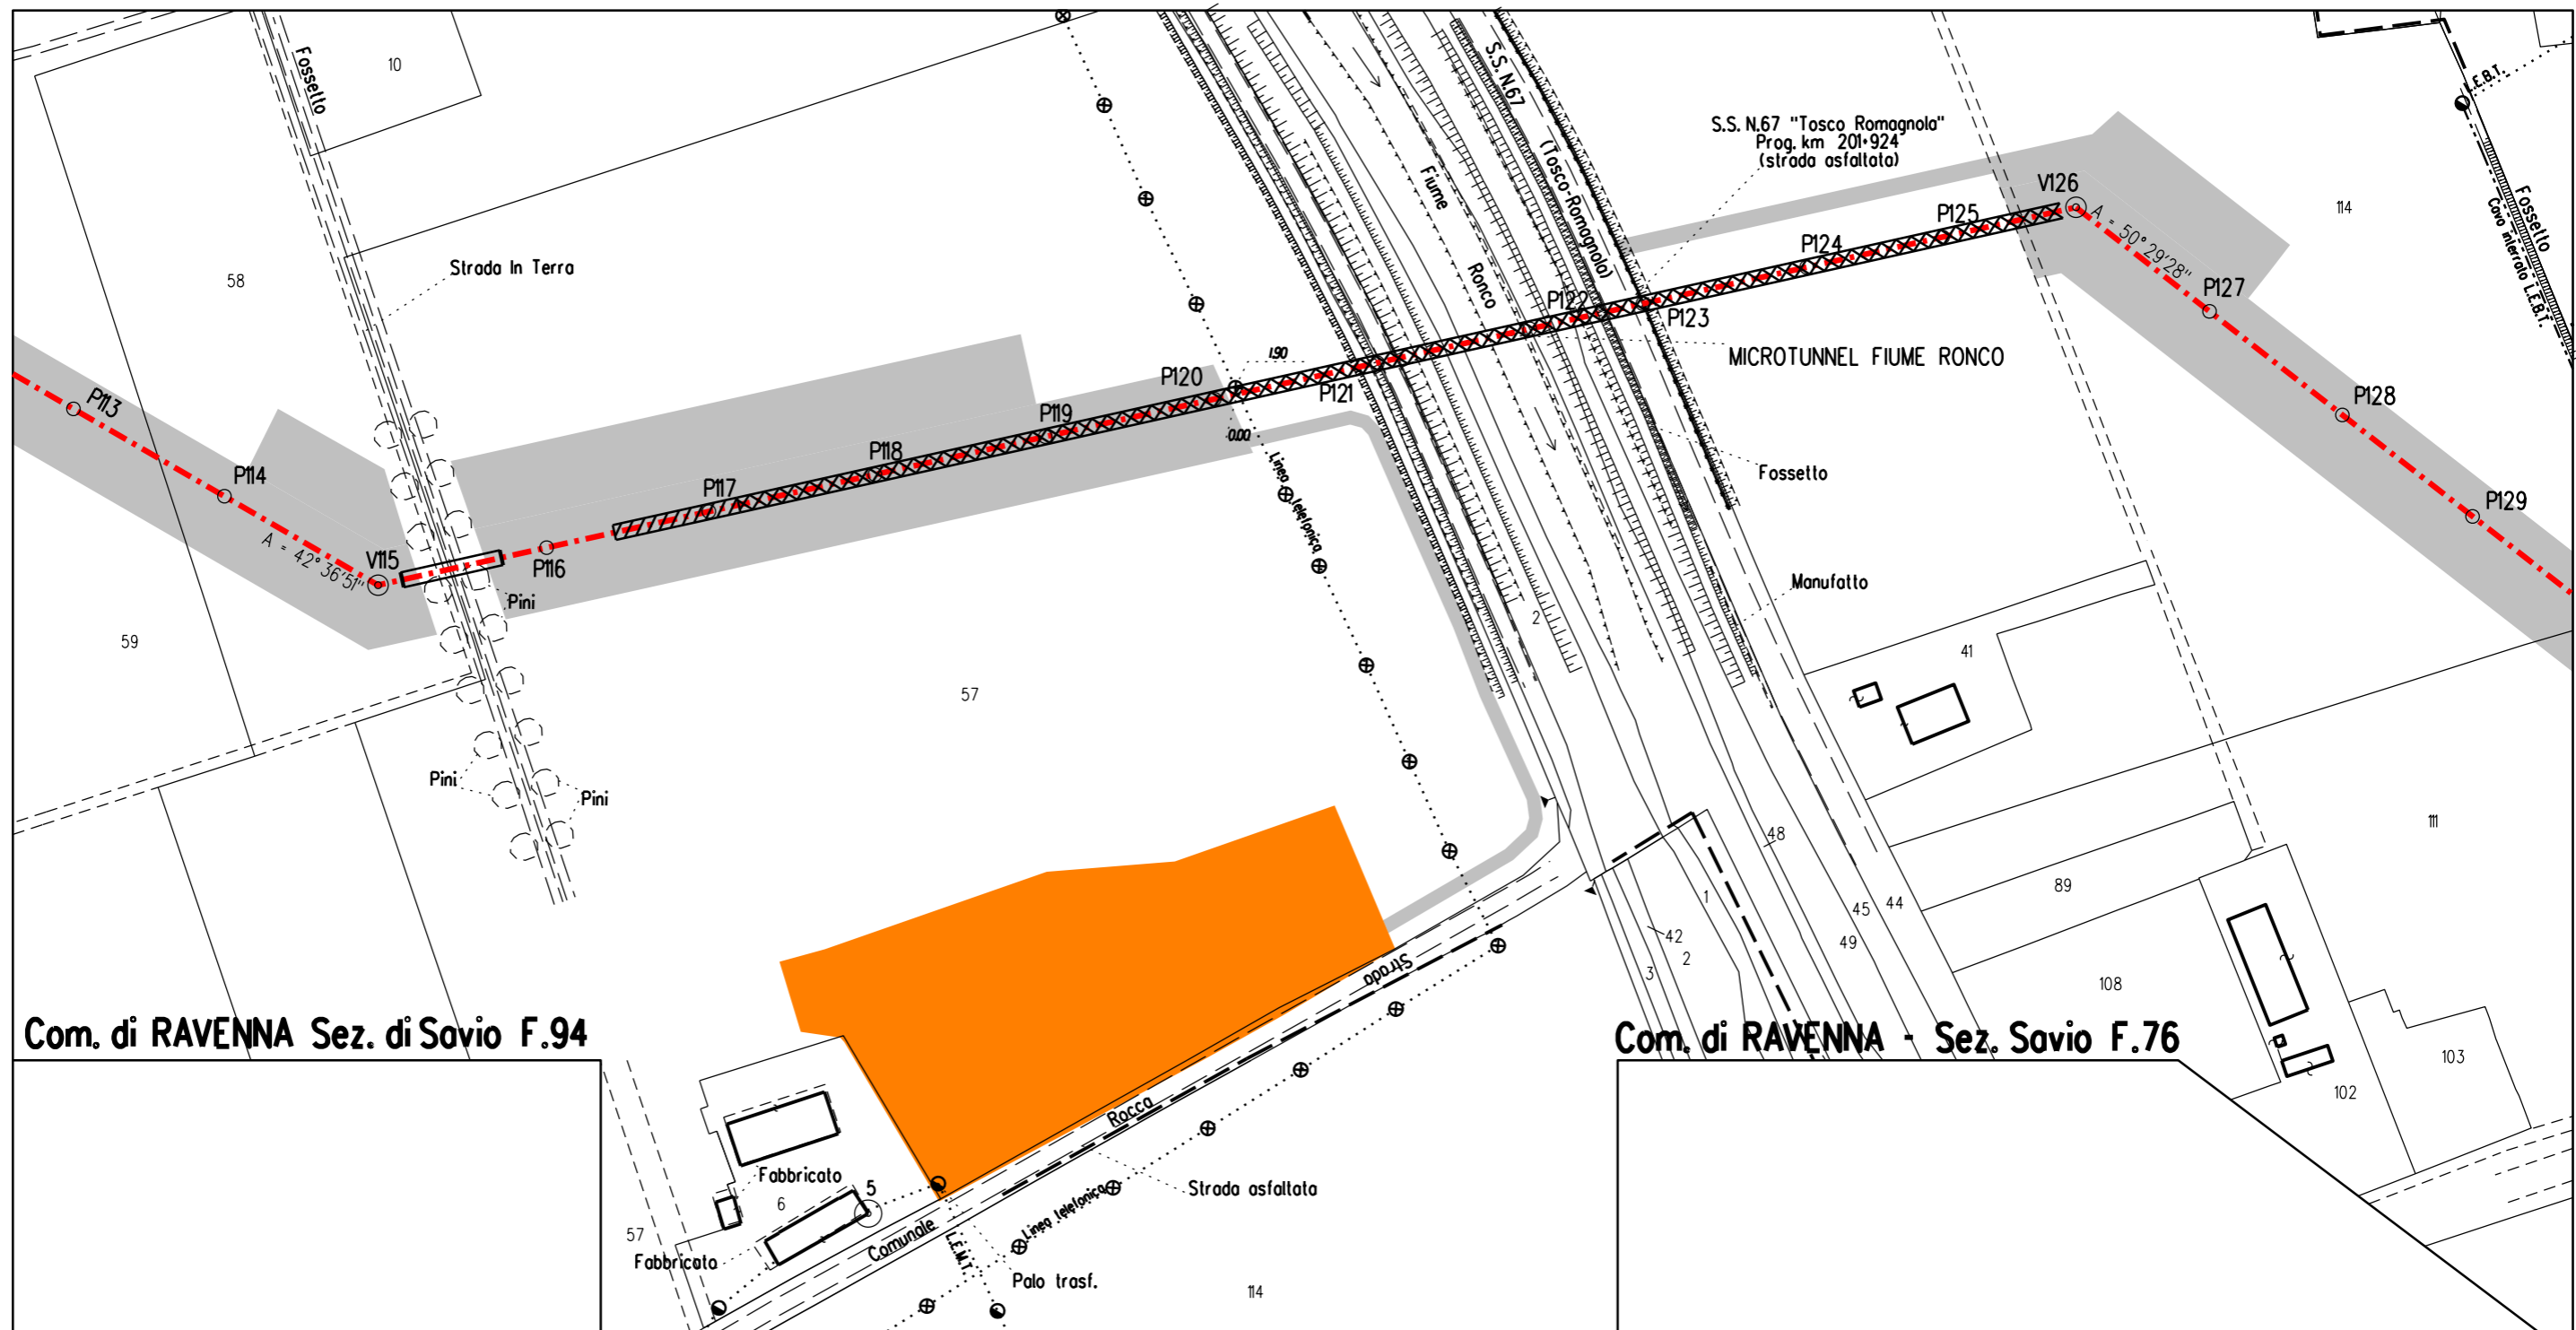 Fossetto
10
58
Strada In Terra
59
P113
P114
A = 42° 36'51"
V115
P116
Pini
P117
P118
P119
P120
1.90
0.00
P121
Linea telefonica
57
Pini
Pini
Fiume
Ronco
S.S. N.67
(Tosco-Romagnola)
S.S. N.67 "Tosco Romagnola"
Prog. km 201+924
(strada asfaltata)
P122
P123
P124
P125
V126
A = 50° 29'28"
P127
P128
P129
MICROTUNNEL FIUME RONCO
Fossetto
Manufatto
114
L.E.B.T.
Fossetto
Cavo interrato L.E.B.T.
2
41
111
48
89
1
45
44
49
42
2
3
108
103
102
Com. di RAVENNA Sez. di Savio F.94
Com. di RAVENNA - Sez. Savio F.76
Strada
Rocca
Comunale
Strada asfaltata
Linea telefonica
L.E.M.T.
Palo trasf.
Fabbricato
6
5
Fabbricato
57
114